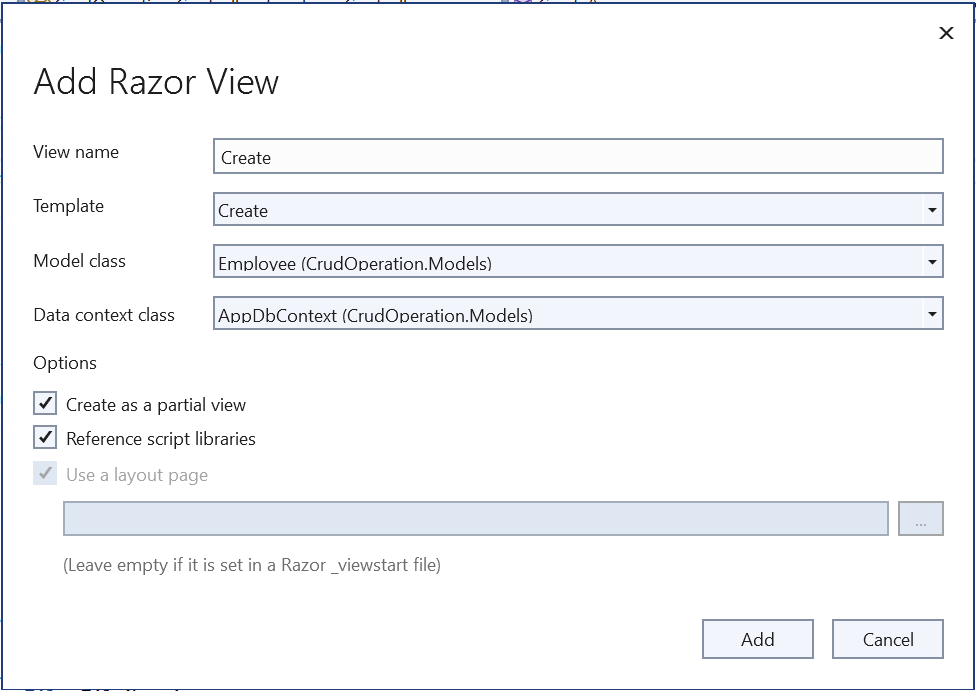 Add Razor View
View name
Create
Template
Create
Model class
Employee (CrudOperation.Models)
Data context class
AppDbContext (CrudOperation.Models)
Options
Create as a partial view
Reference script libraries
Use a layout page
...
(Leave empty if it is set in a Razor _viewstart file)
Add Cancel